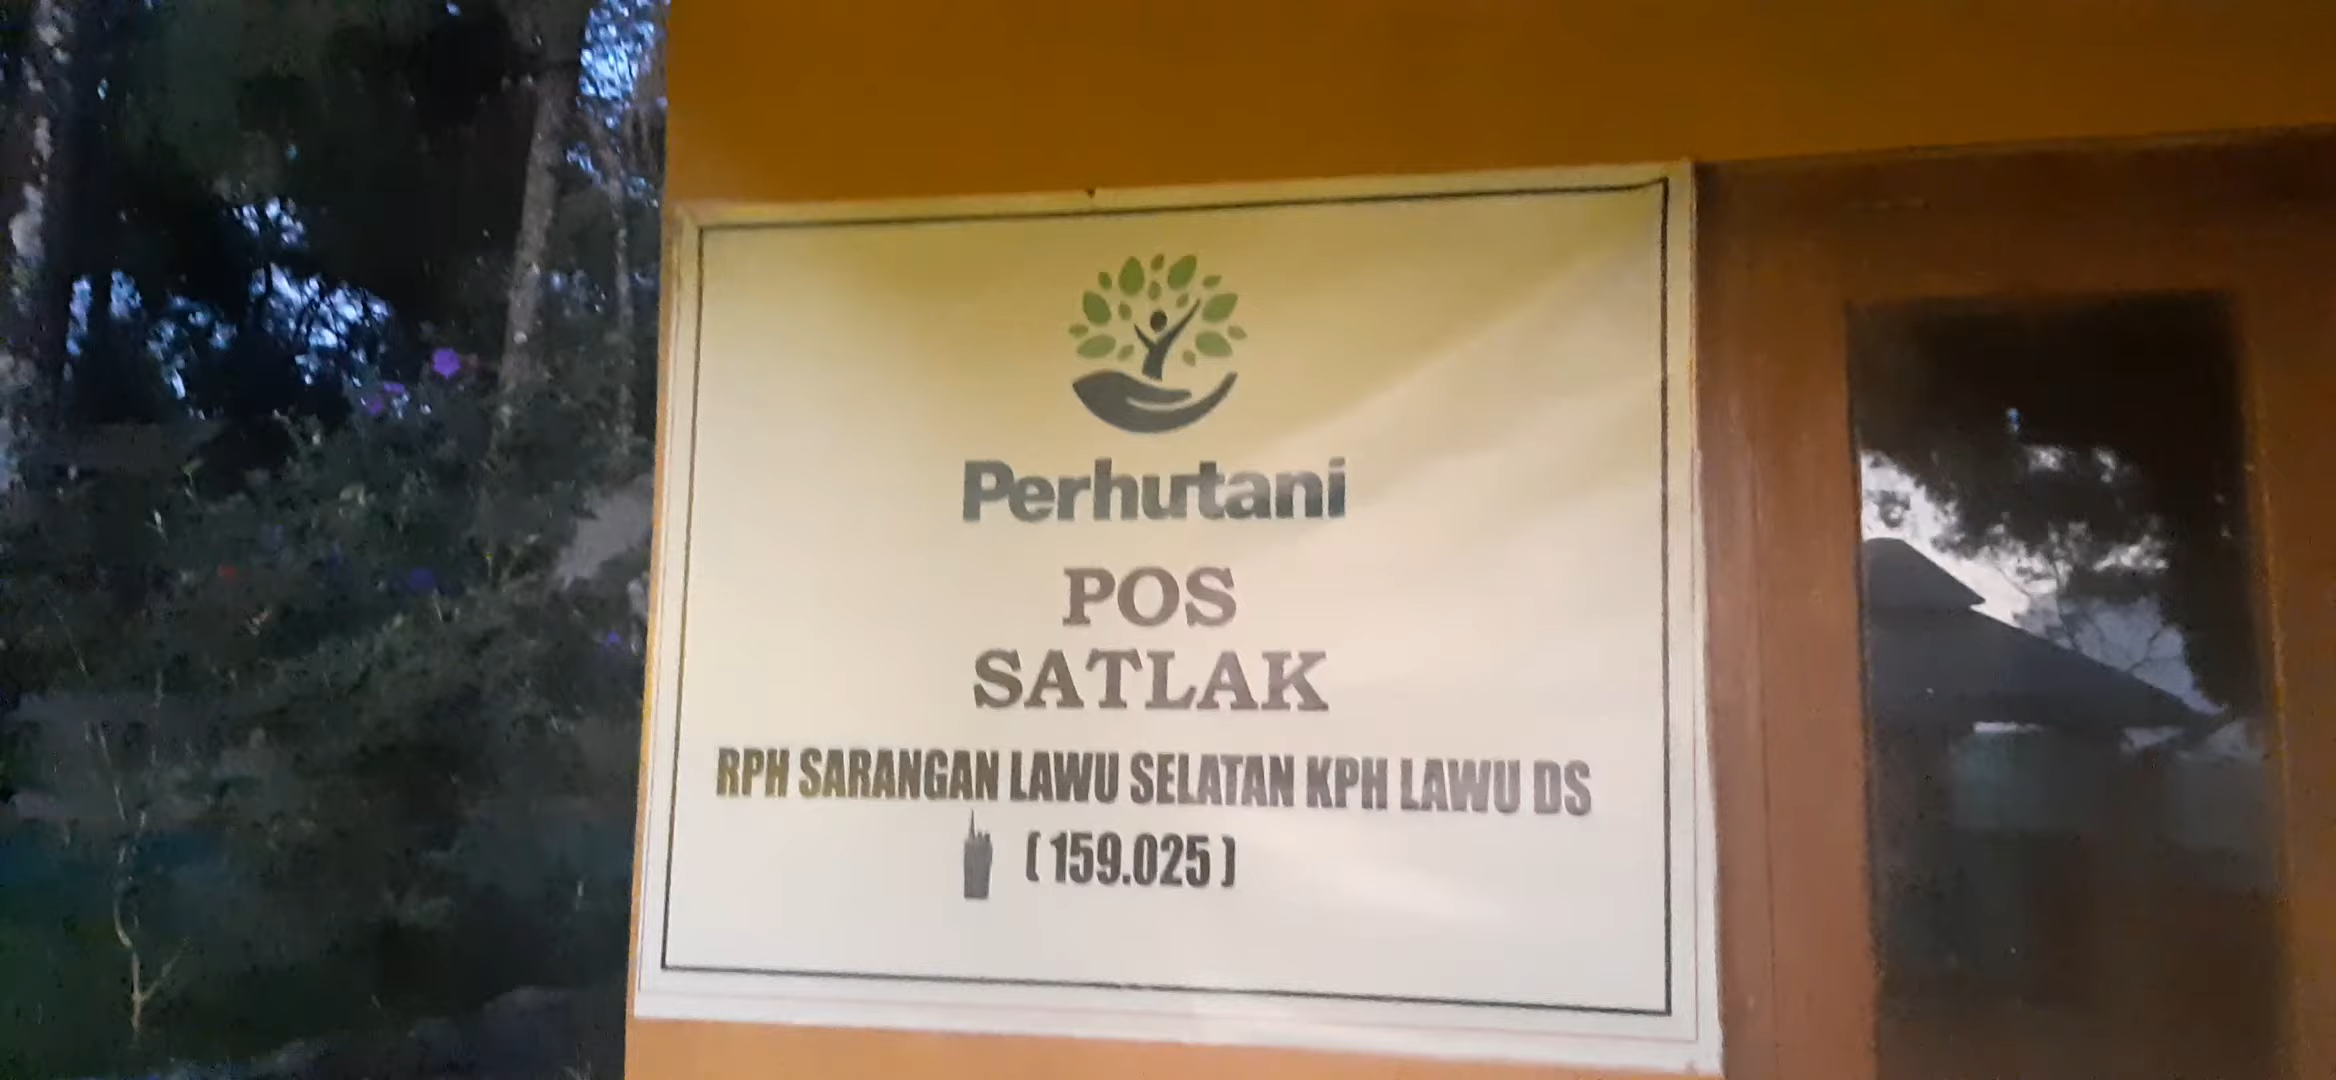 Perhutani
POS
SATLAK
RPH SARANGAN LAWU SELATAN KPH LAWU DS
( 159.025 )